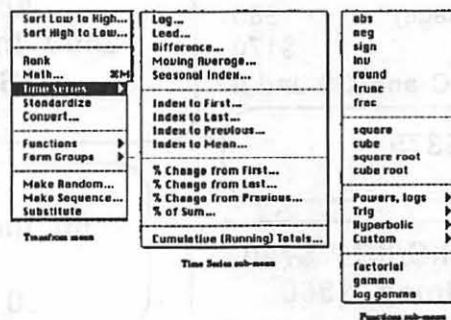 Sort Low to High...
Sort High to Low...
Rank
Math... ⌘M
Time Series ▶
Standardize
Convert...
Functions ▶
Form Groups ▶
Make Random...
Make Sequence...
Substitute
Transform menu
Lag...
Lead...
Difference...
Moving Average...
Seasonal Index...
Index to First...
Index to Last...
Index to Previous...
Index to Mean...
% Change from First...
% Change from Last...
% Change from Previous...
% of Sum...
Cumulative (Running) Totals...
Time Series sub-menu
abs
neg
sign
inv
round
trunc
frac
square
cube
square root
cube root
Powers, logs ▶
Trig ▶
Hyperbolic ▶
Custom ▶
factorial
gamma
log gamma
Functions sub-menu